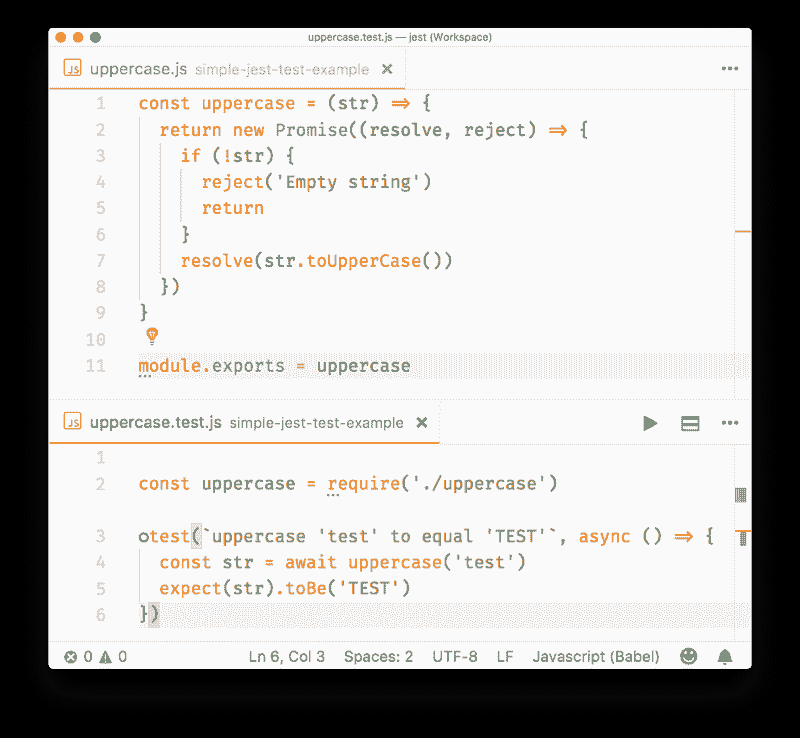 uppercase.test.js — jest (Workspace)
JS uppercase.js simple-jest-test-example ×
1 const uppercase = (str) => {
2 return new Promise((resolve, reject) => {
3 if (!str) {
4 reject('Empty string')
5 return
6 }
7 resolve(str.toUpperCase())
8 })
9 }
10
11 module.exports = uppercase
JS uppercase.test.js simple-jest-test-example ×
1
2 const uppercase = require('./uppercase')
3 test(`uppercase 'test' to equal 'TEST'`, async () => {
4 const str = await uppercase('test')
5 expect(str).toBe('TEST')
6 })
0 0 Ln 6, Col 3 Spaces: 2 UTF-8 LF Javascript (Babel)